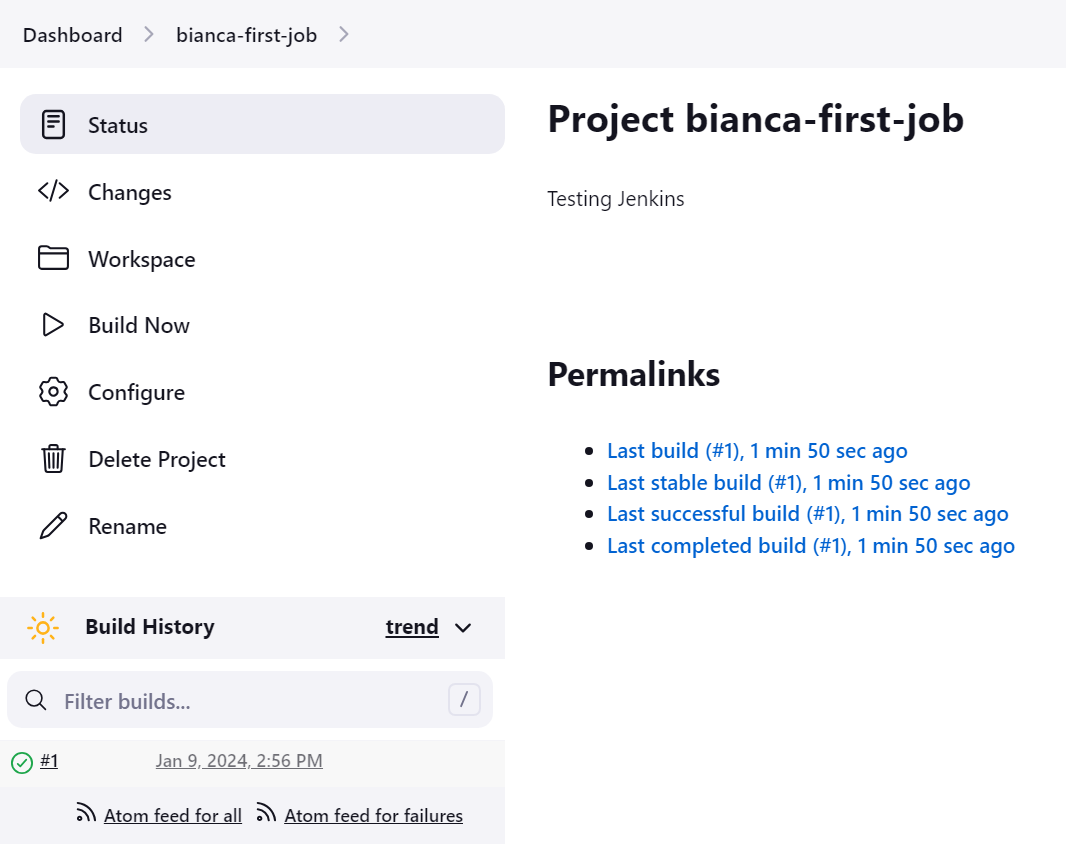 Dashboard bianca-first-job
Status
Changes
Workspace
Build Now
Configure
Delete Project
Rename
Build History trend
Filter builds... /
#1 Jan 9, 2024, 2:56 PM
Atom feed for all Atom feed for failures
Project bianca-first-job
Testing Jenkins
Permalinks
Last build (#1), 1 min 50 sec ago
Last stable build (#1), 1 min 50 sec ago
Last successful build (#1), 1 min 50 sec ago
Last completed build (#1), 1 min 50 sec ago